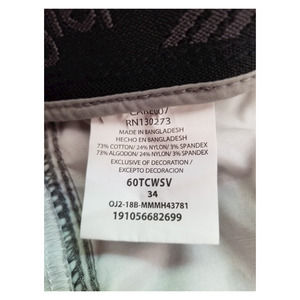 RN130273
MADE IN BANGLADESH
HECHO EN BANGLADESH
73% COTTON/ 24% NYLON/ 3% SPANDEX
73% ALGODON/ 24% NYLON/ 3% SPANDEX
EXCLUSIVE OF DECORATION /
EXCEPTO DECORACION
60TCWSV
34
OJ2-18B-MMMH43781
191056682699